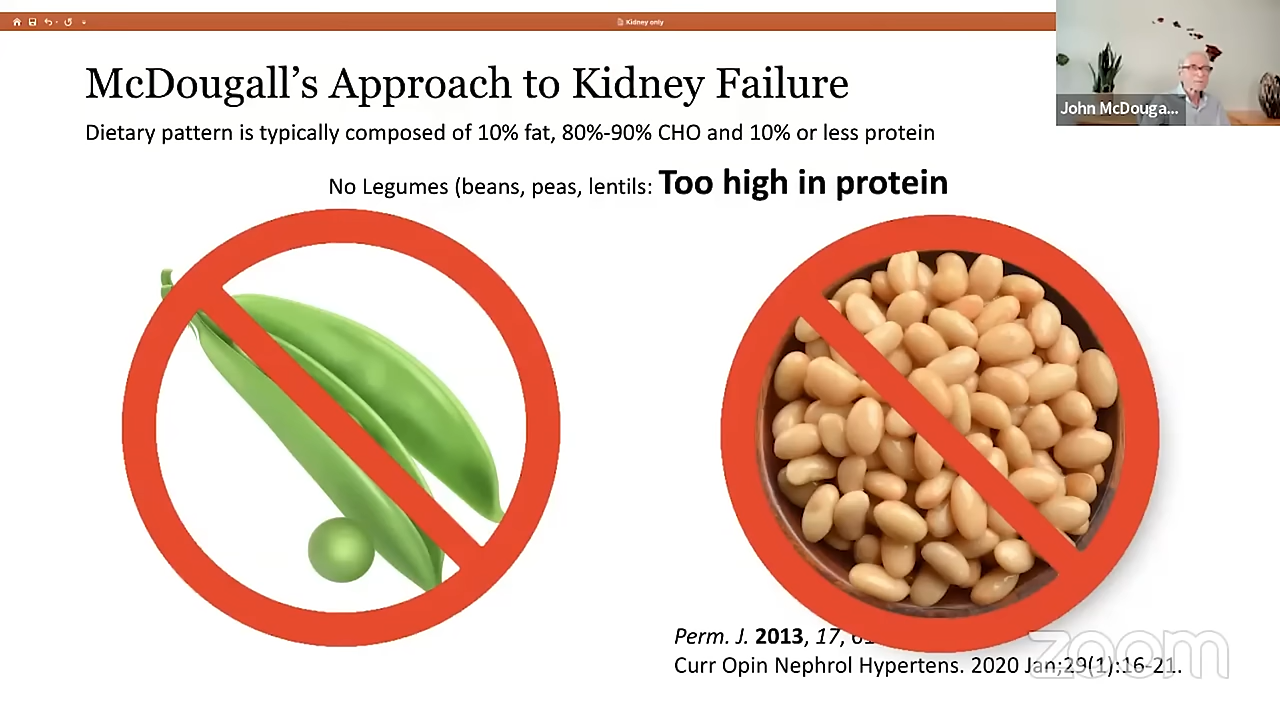 Kidney only
McDougall's Approach to Kidney Failure
Dietary pattern is typically composed of 10% fat, 80%-90% CHO and 10% or less protein
No Legumes (beans, peas, lentils: Too high in protein
John McDouga...
Perm. J. 2013, 17,
Curr Opin Nephrol Hypertens. 2020 Jan;29(1):16-21.
zoom